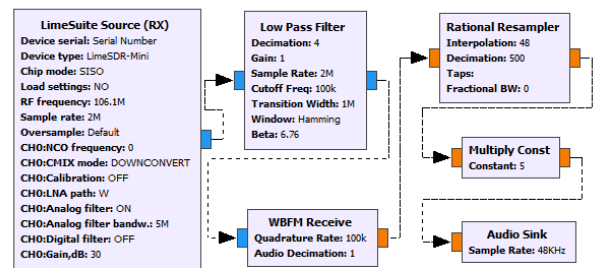 LimeSuite Source (RX)
Device serial: Serial Number
Device type: LimeSDR-Mini
Chip mode: SISO
Load settings: NO
RF frequency: 106.1M
Sample rate: 2M
Oversample: Default
CH0:NCO frequency: 0
CH0:CMIX mode: DOWNCONVERT
CH0:Calibration: OFF
CH0:LNA path: W
CH0:Analog filter: ON
CH0:Analog filter bandw.: 5M
CH0:Digital filter: OFF
CH0:Gain,dB: 30
Low Pass Filter
Decimation: 4
Gain: 1
Sample Rate: 2M
Cutoff Freq: 100k
Transition Width: 1M
Window: Hamming
Beta: 6.76
WBFM Receive
Quadrature Rate: 100k
Audio Decimation: 1
Rational Resampler
Interpolation: 48
Decimation: 500
Taps:
Fractional BW: 0
Multiply Const
Constant: 5
Audio Sink
Sample Rate: 48KHz